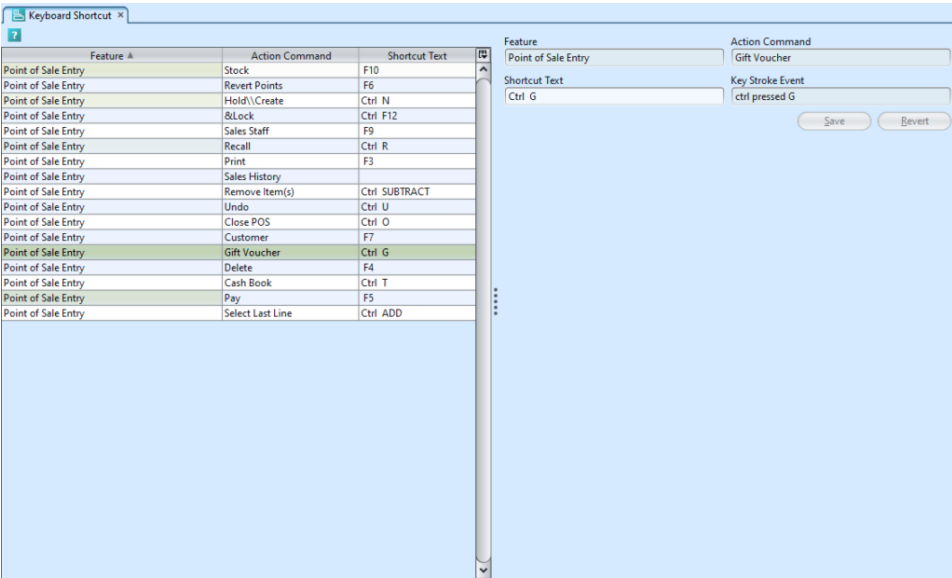 Keyboard Shortcut ×
?
Feature Action Command Shortcut Text
Point of Sale Entry Stock F10
Point of Sale Entry Revert Points F6
Point of Sale Entry Hold\\Create Ctrl N
Point of Sale Entry &Lock Ctrl F12
Point of Sale Entry Sales Staff F9
Point of Sale Entry Recall Ctrl R
Point of Sale Entry Print F3
Point of Sale Entry Sales History
Point of Sale Entry Remove Item(s) Ctrl SUBTRACT
Point of Sale Entry Undo Ctrl U
Point of Sale Entry Close POS Ctrl O
Point of Sale Entry Customer F7
Point of Sale Entry Gift Voucher Ctrl G
Point of Sale Entry Delete F4
Point of Sale Entry Cash Book Ctrl T
Point of Sale Entry Pay F5
Point of Sale Entry Select Last Line Ctrl ADD
Feature Action Command
Point of Sale Entry Gift Voucher
Shortcut Text Key Stroke Event
Ctrl G ctrl pressed G
Save Revert